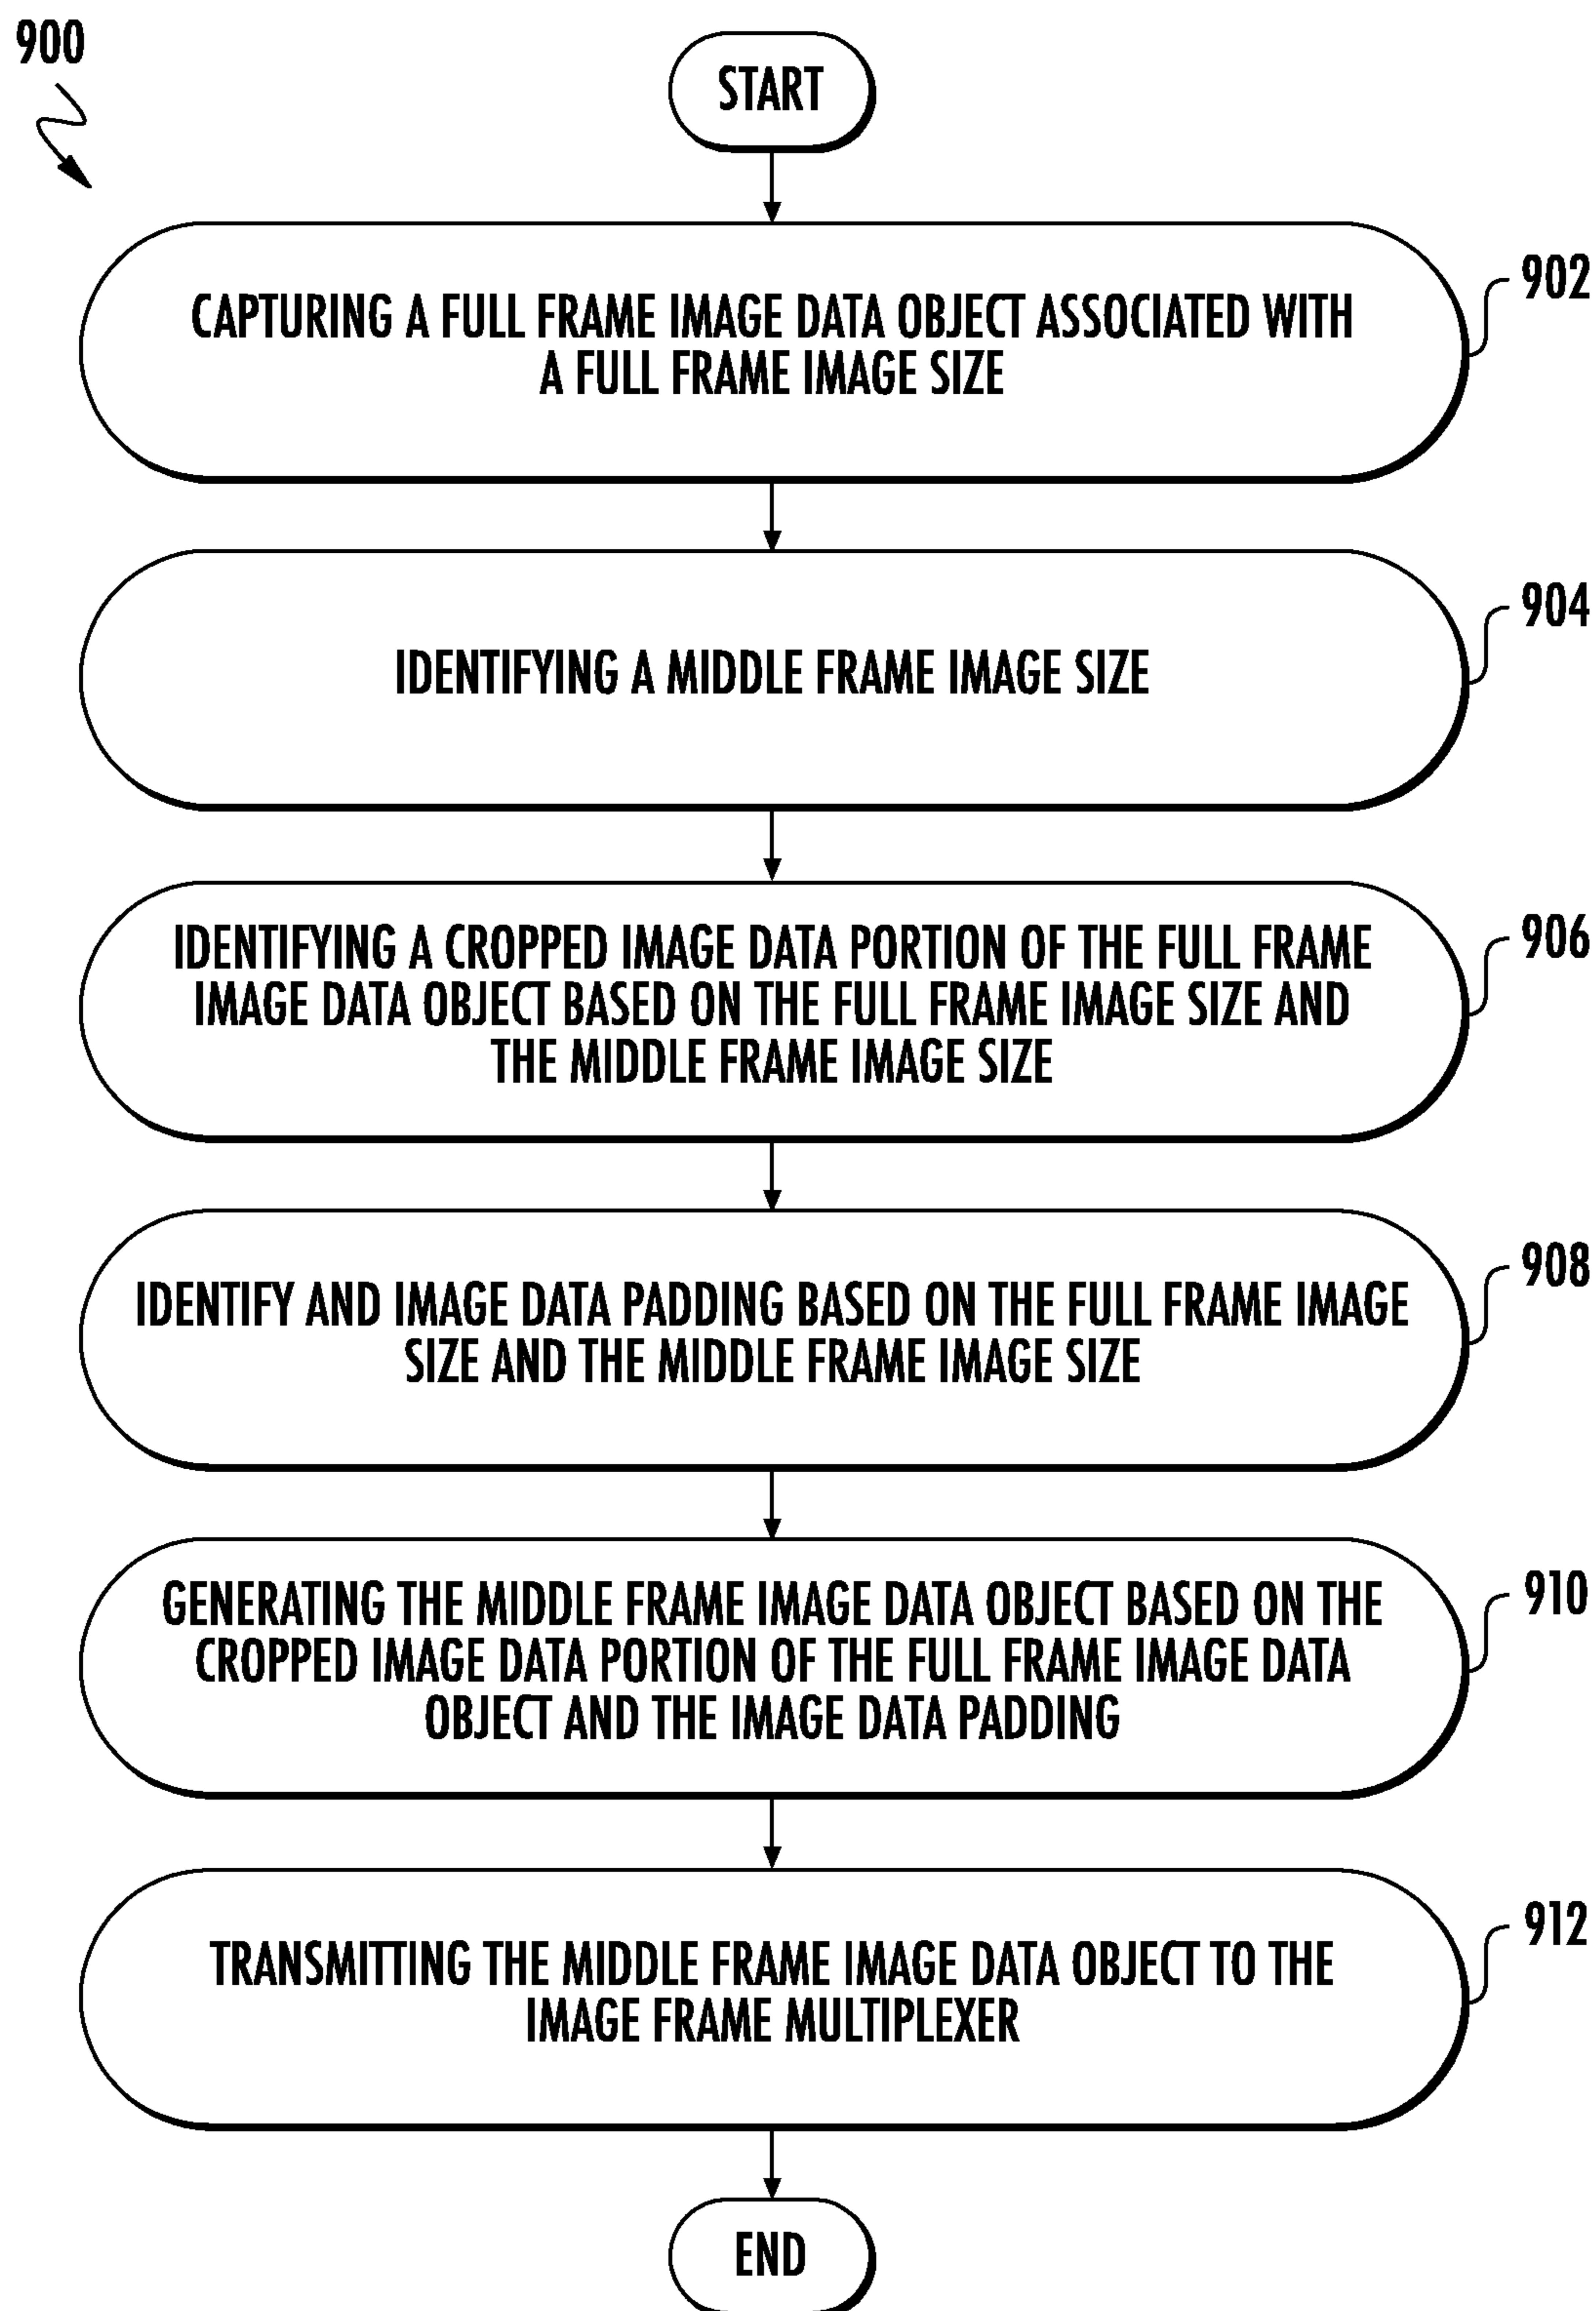 900
START
CAPTURING A FULL FRAME IMAGE DATA OBJECT ASSOCIATED WITH
A FULL FRAME IMAGE SIZE
902
IDENTIFYING A MIDDLE FRAME IMAGE SIZE
904
IDENTIFYING A CROPPED IMAGE DATA PORTION OF THE FULL FRAME
IMAGE DATA OBJECT BASED ON THE FULL FRAME IMAGE SIZE AND
THE MIDDLE FRAME IMAGE SIZE
906
IDENTIFY AND IMAGE DATA PADDING BASED ON THE FULL FRAME IMAGE
SIZE AND THE MIDDLE FRAME IMAGE SIZE
908
GENERATING THE MIDDLE FRAME IMAGE DATA OBJECT BASED ON THE
CROPPED IMAGE DATA PORTION OF THE FULL FRAME IMAGE DATA
OBJECT AND THE IMAGE DATA PADDING
910
TRANSMITTING THE MIDDLE FRAME IMAGE DATA OBJECT TO THE
IMAGE FRAME MULTIPLEXER
912
END